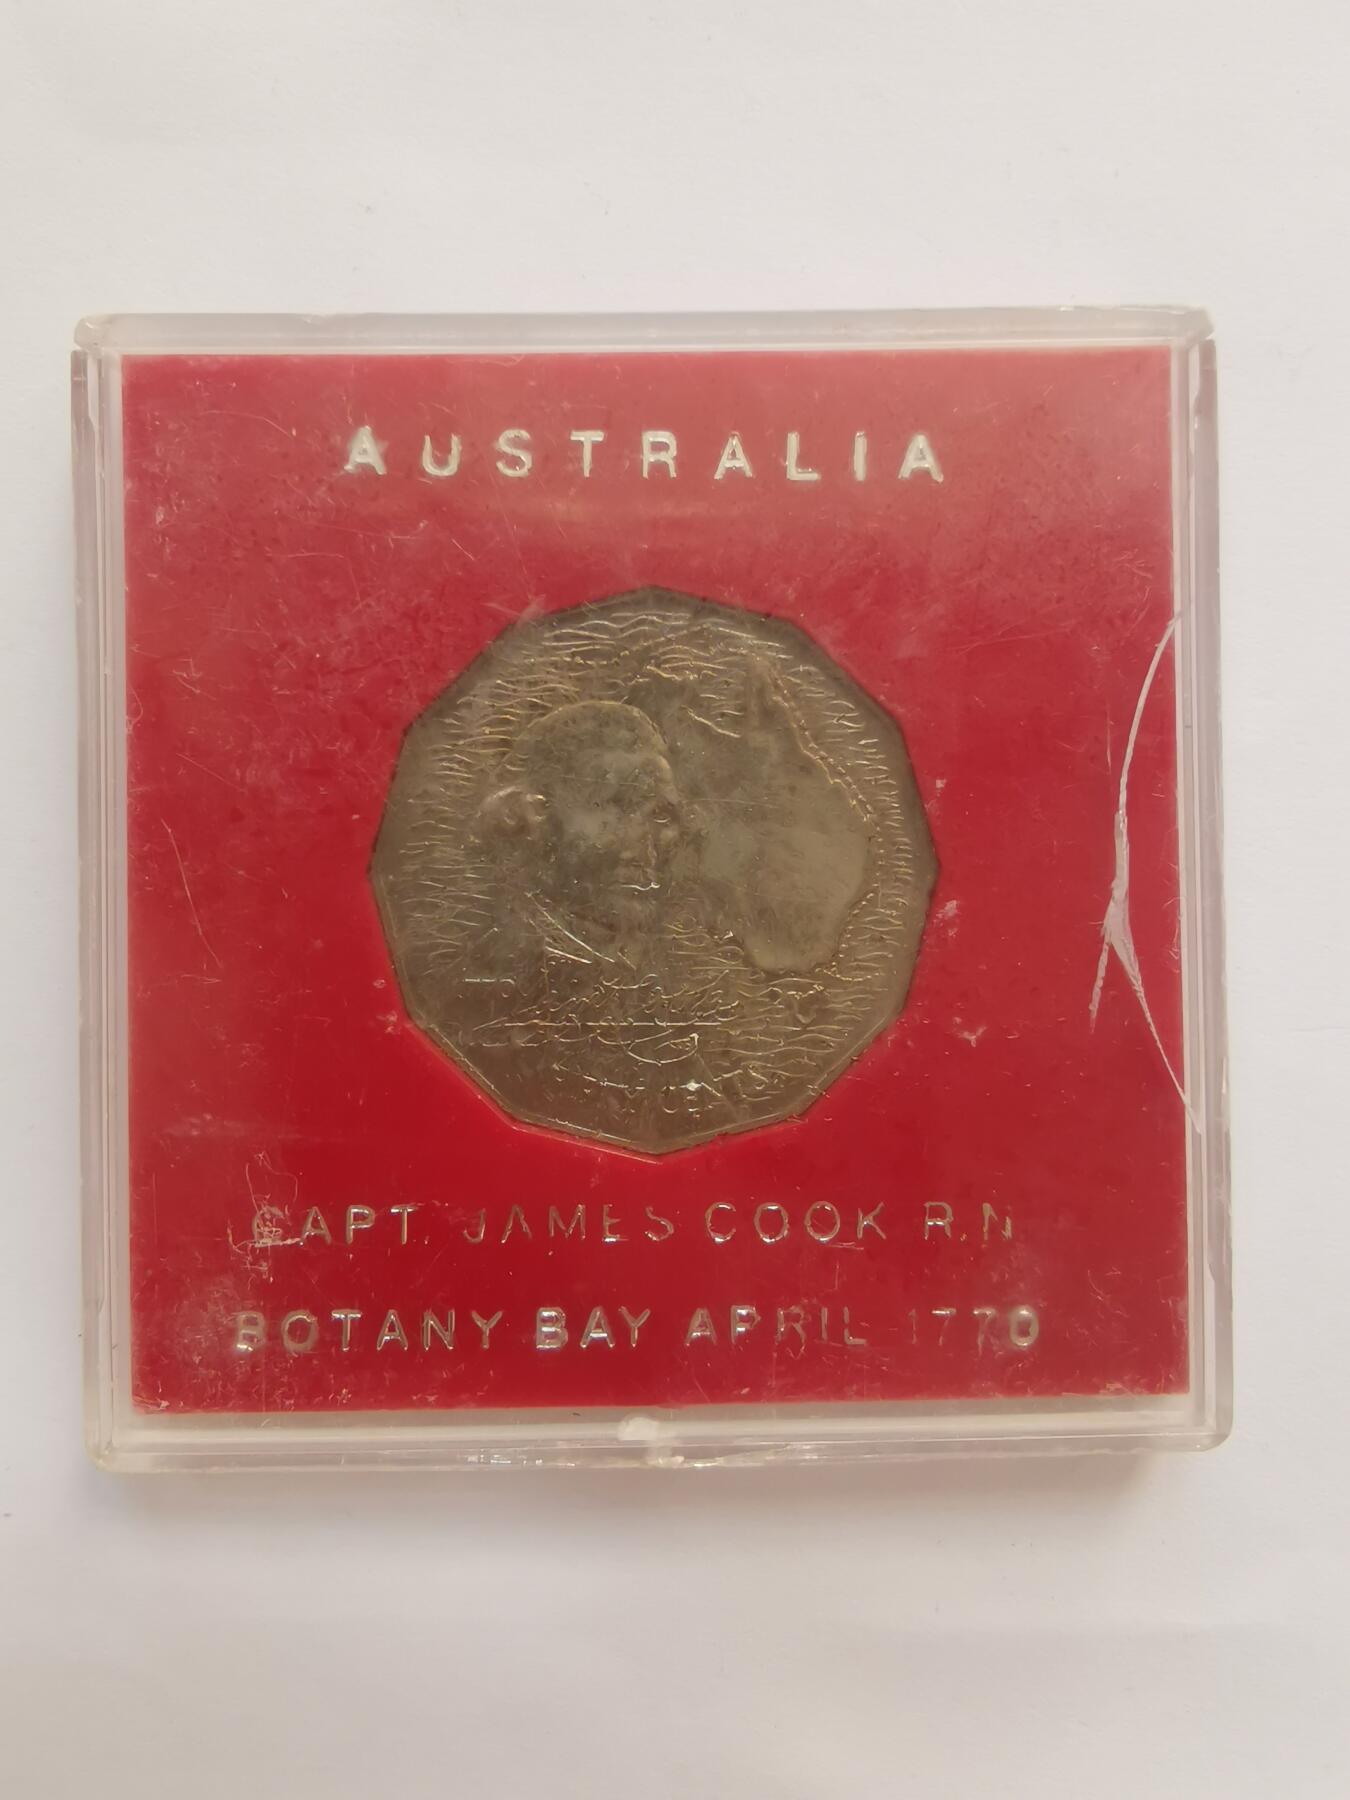 AUSTRALIA
CAPT. JAMES COOK R.N
BOTANY BAY APRIL 1770